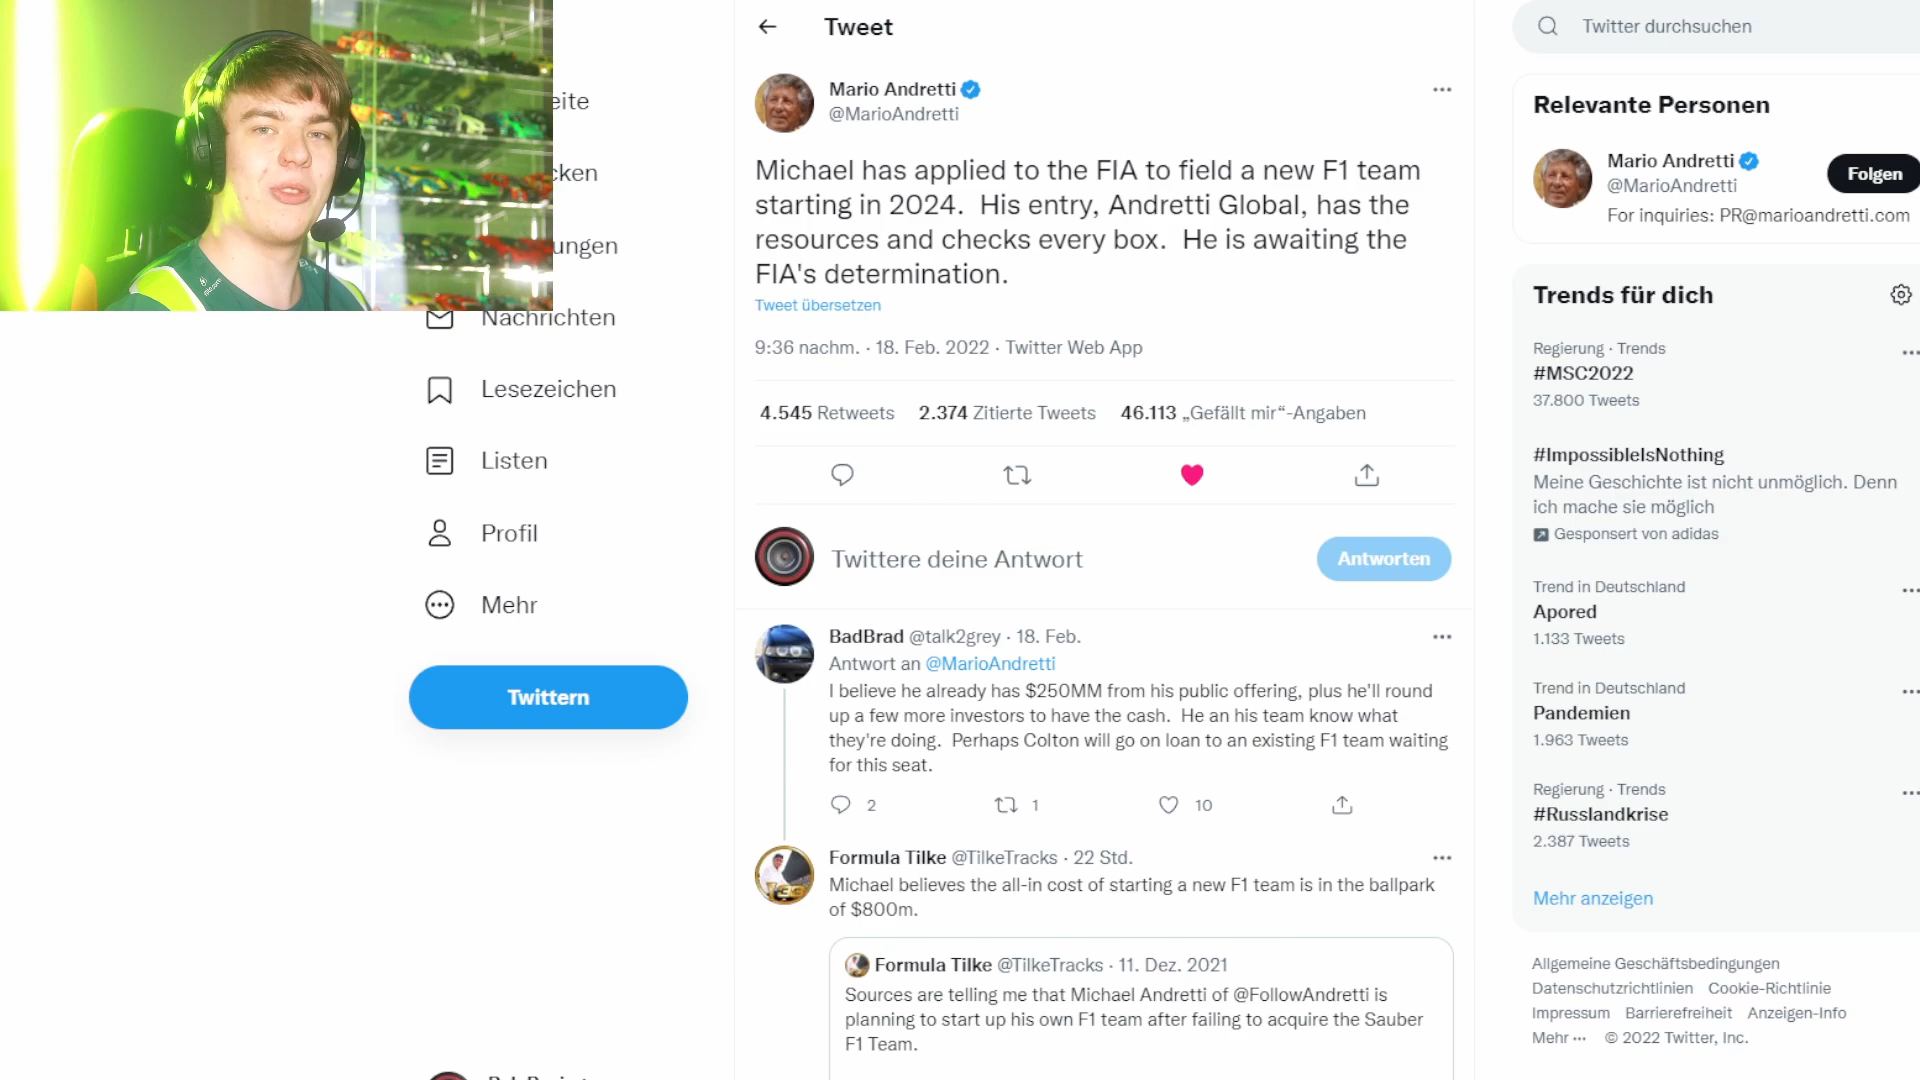 Tweet
Mario Andretti
@MarioAndretti
Michael has applied to the FIA to field a new F1 team
starting in 2024.  His entry, Andretti Global, has the
resources and checks every box.  He is awaiting the
FIA's determination.
Tweet übersetzen
9:36 nachm. · 18. Feb. 2022 · Twitter Web App
4.545 Retweets 2.374 Zitierte Tweets 46.113 „Gefällt mir“-Angaben
Twittere deine Antwort
Antworten
BadBrad @talk2grey · 18. Feb.
Antwort an @MarioAndretti
I believe he already has $250MM from his public offering, plus he'll round
up a few more investors to have the cash.  He an his team know what
they're doing.  Perhaps Colton will go on loan to an existing F1 team waiting
for this seat.
2 1 10
Formula Tilke @TilkeTracks · 22 Std.
Michael believes the all-in cost of starting a new F1 team is in the ballpark
of $800m.
Formula Tilke @TilkeTracks · 11. Dez. 2021
Sources are telling me that Michael Andretti of @FollowAndretti is
planning to start up his own F1 team after failing to acquire the Sauber
F1 Team.
eite
cken
ungen
Nachrichten
Lesezeichen
Listen
Profil
Mehr
Twittern
Twitter durchsuchen
Relevante Personen
Mario Andretti
@MarioAndretti
Folgen
For inquiries: PR@marioandretti.com
Trends für dich
Regierung · Trends
#MSC2022
37.800 Tweets
#ImpossibleIsNothing
Meine Geschichte ist nicht unmöglich. Denn
ich mache sie möglich
Gesponsert von adidas
Trend in Deutschland
Apored
1.133 Tweets
Trend in Deutschland
Pandemien
1.963 Tweets
Regierung · Trends
#Russlandkrise
2.387 Tweets
Mehr anzeigen
Allgemeine Geschäftsbedingungen
Datenschutzrichtlinien Cookie-Richtlinie
Impressum Barrierefreiheit Anzeigen-Info
Mehr ··· © 2022 Twitter, Inc.